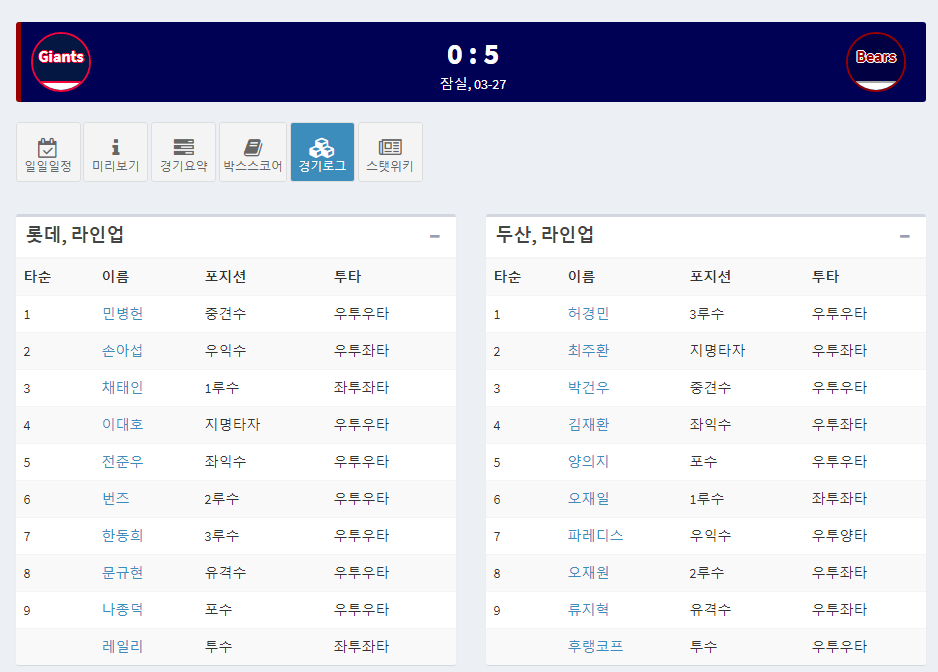 Giants
0 : 5
Bears
잠실, 03-27
일일일정 미리보기 경기요약 박스스코어 경기로그 스탯위키
롯데, 라인업
타순 이름 포지션 투타
1 민병헌 중견수 우투우타
2 손아섭 우익수 우투좌타
3 채태인 1루수 좌투좌타
4 이대호 지명타자 우투우타
5 전준우 좌익수 우투우타
6 번즈 2루수 우투우타
7 한동희 3루수 우투우타
8 문규현 유격수 우투우타
9 나종덕 포수 우투우타
레일리 투수 좌투좌타
두산, 라인업
타순 이름 포지션 투타
1 허경민 3루수 우투우타
2 최주환 지명타자 우투좌타
3 박건우 중견수 우투우타
4 김재환 좌익수 우투좌타
5 양의지 포수 우투우타
6 오재일 1루수 좌투좌타
7 파레디스 우익수 우투양타
8 오재원 2루수 우투좌타
9 류지혁 유격수 우투좌타
후랭코프 투수 우투우타